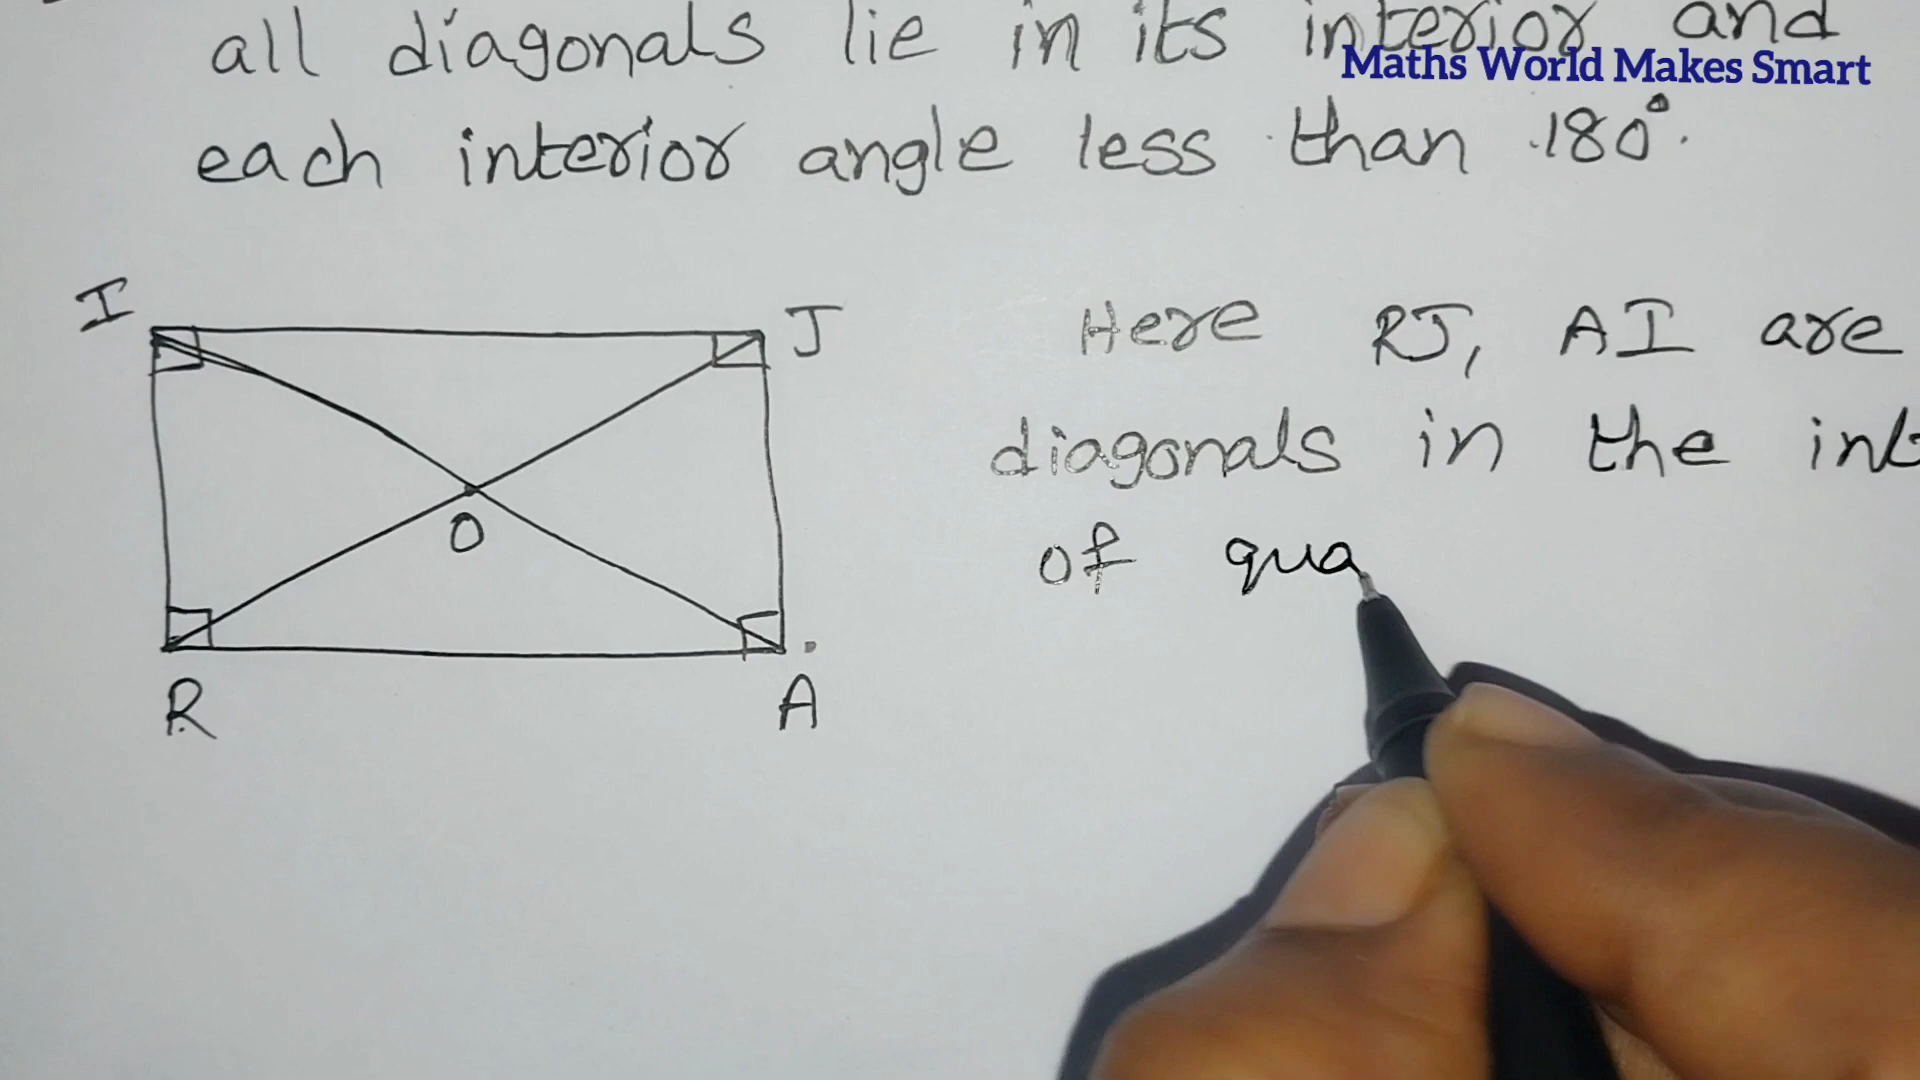 all diagonals lie in its interior and
Maths World Makes Smart
each interior angle less than 180°.
I
J
Here RJ, AI are
diagonals in the int
O
of qua
R
A